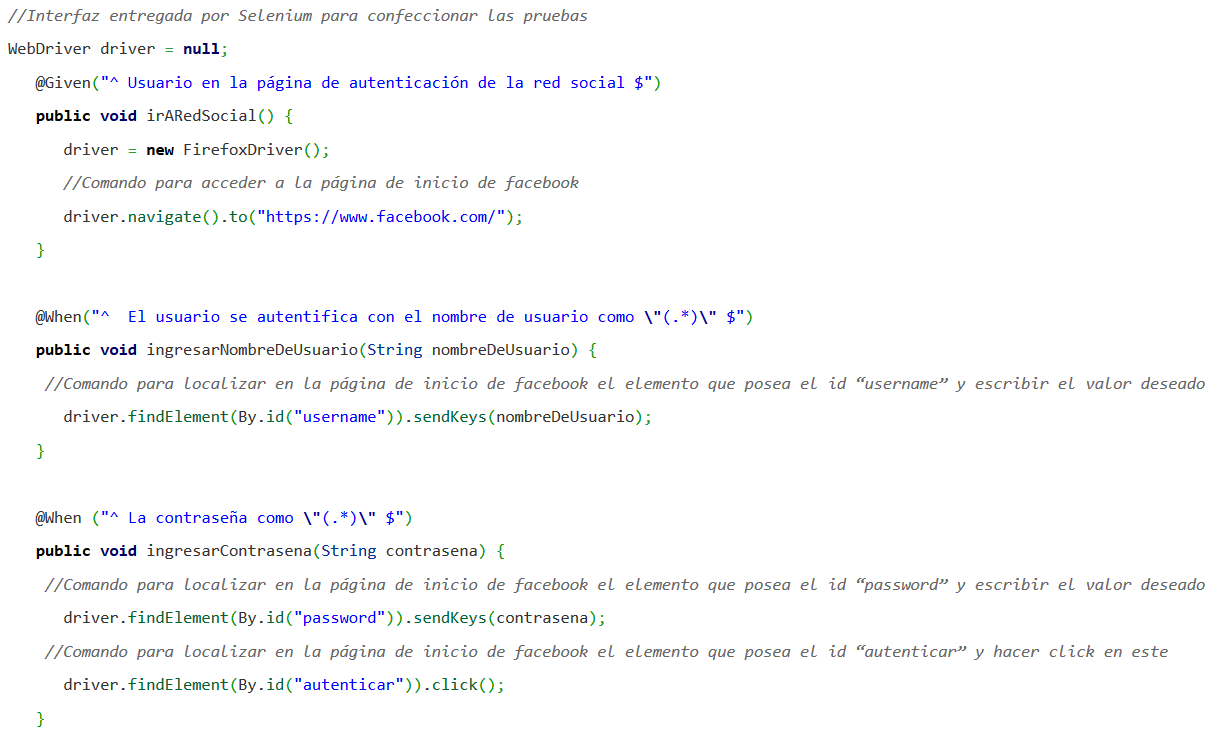 //Interfaz entregada por Selenium para confeccionar las pruebas
WebDriver driver = null;
@Given("^ Usuario en la página de autenticación de la red social $")
public void irARedSocial() {
driver = new FirefoxDriver();
//Comando para acceder a la página de inicio de facebook
driver.navigate().to("https://www.facebook.com/");
}
@When("^  El usuario se autentifica con el nombre de usuario como \"(.*)\" $")
public void ingresarNombreDeUsuario(String nombreDeUsuario) {
//Comando para localizar en la página de inicio de facebook el elemento que posea el id “username” y escribir el valor deseado
driver.findElement(By.id("username")).sendKeys(nombreDeUsuario);
}
@When ("^ La contraseña como \"(.*)\" $")
public void ingresarContrasena(String contrasena) {
//Comando para localizar en la página de inicio de facebook el elemento que posea el id “password” y escribir el valor deseado
driver.findElement(By.id("password")).sendKeys(contrasena);
//Comando para localizar en la página de inicio de facebook el elemento que posea el id “autenticar” y hacer click en este
driver.findElement(By.id("autenticar")).click();
}